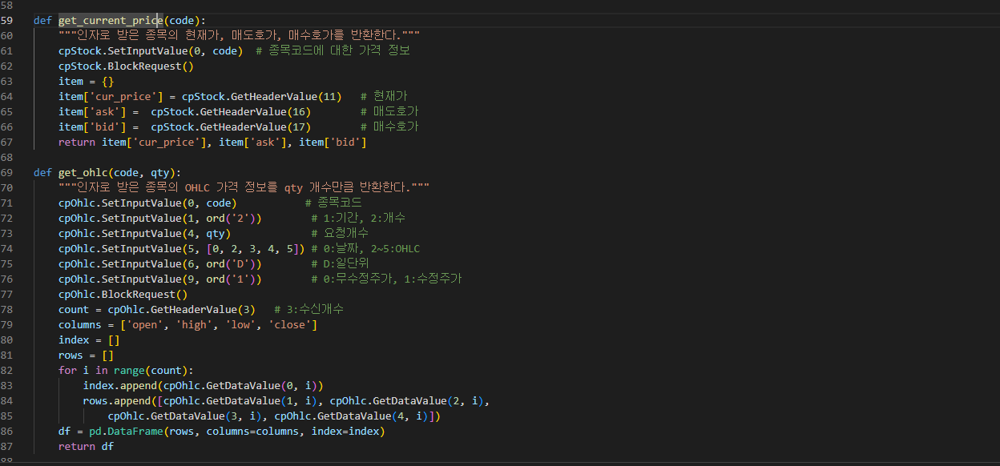 58
59 def get_current_price(code):
60     """인자로 받은 종목의 현재가, 매도호가, 매수호가를 반환한다."""
61     cpStock.SetInputValue(0, code)  # 종목코드에 대한 가격 정보
62     cpStock.BlockRequest()
63     item = {}
64     item['cur_price'] = cpStock.GetHeaderValue(11)   # 현재가
65     item['ask'] =  cpStock.GetHeaderValue(16)        # 매도호가
66     item['bid'] =  cpStock.GetHeaderValue(17)        # 매수호가
67     return item['cur_price'], item['ask'], item['bid']
68
69 def get_ohlc(code, qty):
70     """인자로 받은 종목의 OHLC 가격 정보를 qty 개수만큼 반환한다."""
71     cpOhlc.SetInputValue(0, code)           # 종목코드
72     cpOhlc.SetInputValue(1, ord('2'))        # 1:기간, 2:개수
73     cpOhlc.SetInputValue(4, qty)             # 요청개수
74     cpOhlc.SetInputValue(5, [0, 2, 3, 4, 5]) # 0:날짜, 2~5:OHLC
75     cpOhlc.SetInputValue(6, ord('D'))        # D:일단위
76     cpOhlc.SetInputValue(9, ord('1'))        # 0:무수정주가, 1:수정주가
77     cpOhlc.BlockRequest()
78     count = cpOhlc.GetHeaderValue(3)   # 3:수신개수
79     columns = ['open', 'high', 'low', 'close']
80     index = []
81     rows = []
82     for i in range(count):
83         index.append(cpOhlc.GetDataValue(0, i))
84         rows.append([cpOhlc.GetDataValue(1, i), cpOhlc.GetDataValue(2, i),
85             cpOhlc.GetDataValue(3, i), cpOhlc.GetDataValue(4, i)])
86     df = pd.DataFrame(rows, columns=columns, index=index)
87     return df
88